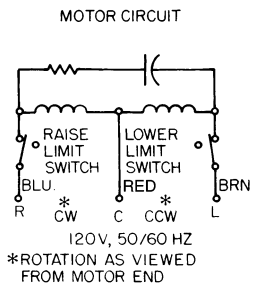 MOTOR CIRCUIT
RAISE LIMIT SWITCH
LOWER LIMIT SWITCH
BLU. RED BRN
R * CW C * CCW L
120V, 50/60 HZ
*ROTATION AS VIEWED
FROM MOTOR END